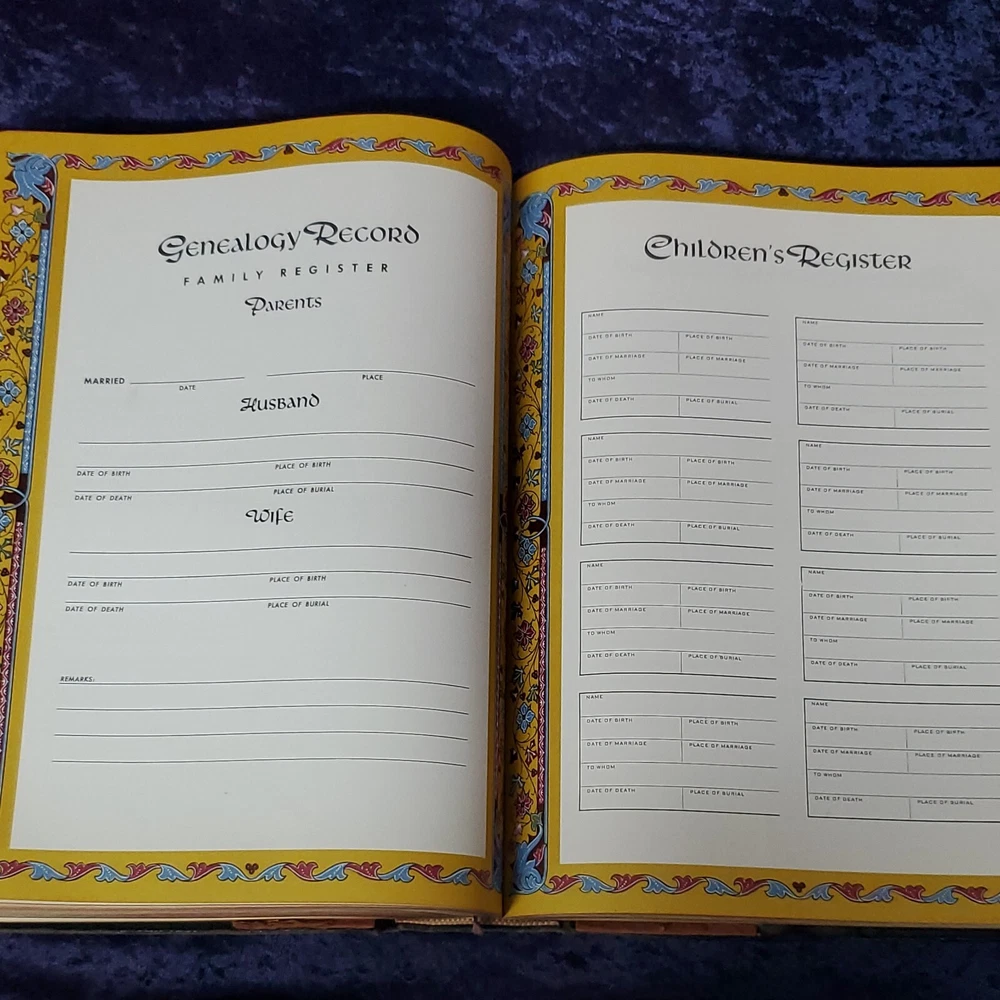 Genealogy Record
FAMILY REGISTER
Parents
MARRIED
DATE PLACE
Husband
DATE OF BIRTH PLACE OF BIRTH
DATE OF DEATH PLACE OF BURIAL
Wife
DATE OF BIRTH PLACE OF BIRTH
DATE OF DEATH PLACE OF BURIAL
REMARKS:
Children's Register
NAME
DATE OF BIRTH PLACE OF BIRTH
DATE OF MARRIAGE PLACE OF MARRIAGE
TO WHOM
DATE OF DEATH PLACE OF BURIAL
NAME
DATE OF BIRTH PLACE OF BIRTH
DATE OF MARRIAGE PLACE OF MARRIAGE
TO WHOM
DATE OF DEATH PLACE OF BURIAL
NAME
DATE OF BIRTH PLACE OF BIRTH
DATE OF MARRIAGE PLACE OF MARRIAGE
TO WHOM
DATE OF DEATH PLACE OF BURIAL
NAME
DATE OF BIRTH PLACE OF BIRTH
DATE OF MARRIAGE PLACE OF MARRIAGE
TO WHOM
DATE OF DEATH PLACE OF BURIAL
NAME
DATE OF BIRTH PLACE OF BIRTH
DATE OF MARRIAGE PLACE OF MARRIAGE
TO WHOM
DATE OF DEATH PLACE OF BURIAL
NAME
DATE OF BIRTH PLACE OF BIRTH
DATE OF MARRIAGE PLACE OF MARRIAGE
TO WHOM
DATE OF DEATH PLACE OF BURIAL
NAME
DATE OF BIRTH PLACE OF BIRTH
DATE OF MARRIAGE PLACE OF MARRIAGE
TO WHOM
DATE OF DEATH PLACE OF BURIAL
NAME
DATE OF BIRTH PLACE OF BIRTH
DATE OF MARRIAGE PLACE OF MARRIAGE
TO WHOM
DATE OF DEATH PLACE OF BURIAL